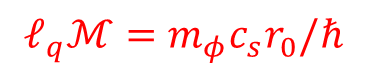 ℓ_q ℳ = m_ϕ c_s r_0/ℏ